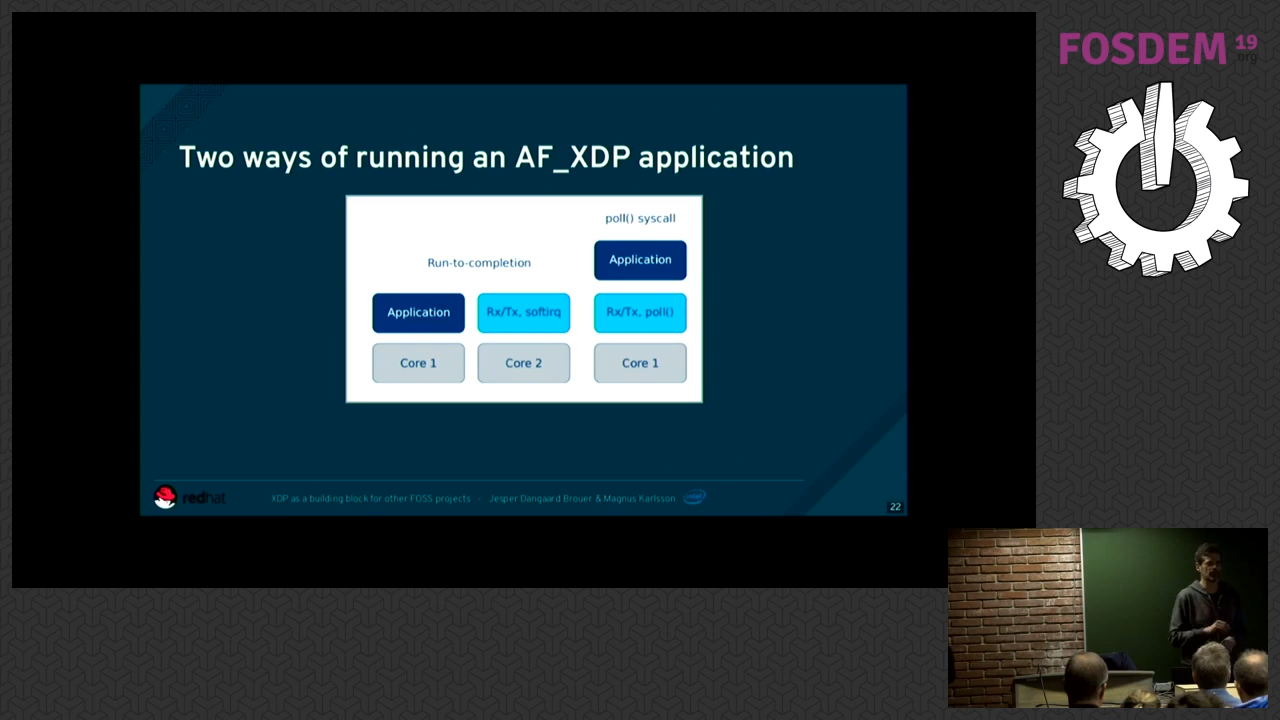 FOSDEM 19
.org
Two ways of running an AF_XDP application
poll() syscall
Run-to-completion
Application
Application
Rx/Tx, softirq
Rx/Tx, poll()
Core 1
Core 2
Core 1
redhat
XDP as a building block for other FOSS projects - Jesper Dangaard Brouer & Magnus Karlsson
intel
22